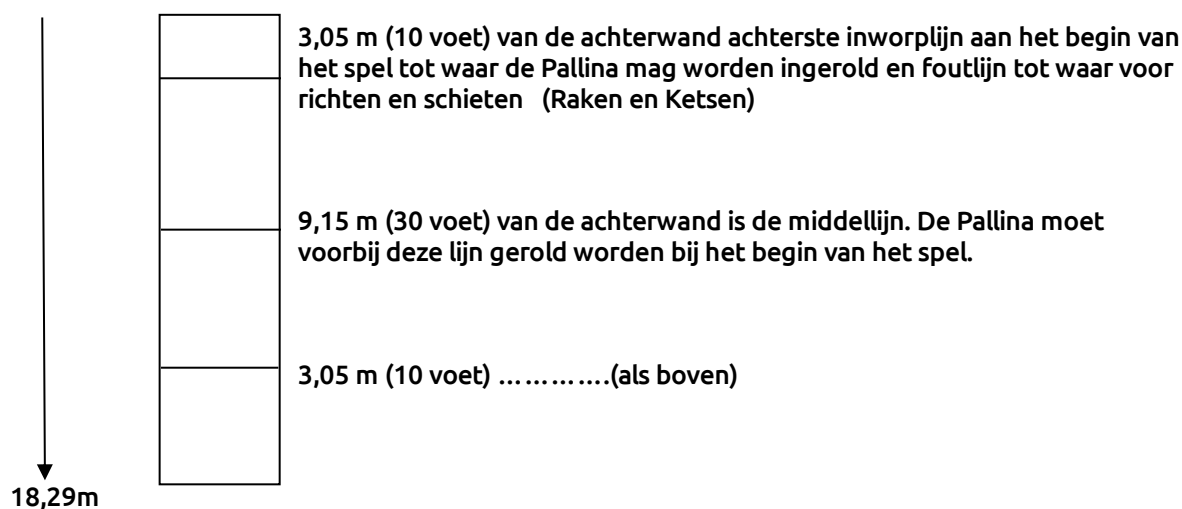 3,05 m (10 voet) van de achterwand achterste inworplijn aan het begin van
het spel tot waar de Pallina mag worden ingerold en foutlijn tot waar voor
richten en schieten (Raken en Ketsen)
9,15 m (30 voet) van de achterwand is de middellijn. De Pallina moet
voorbij deze lijn gerold worden bij het begin van het spel.
3,05 m (10 voet) ………….(als boven)
18,29m